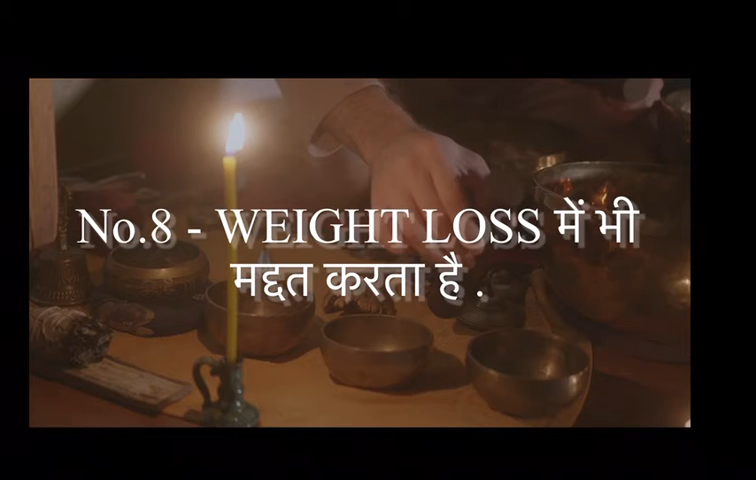 No.8 - WEIGHT LOSS में भी
मद्दत करता है .